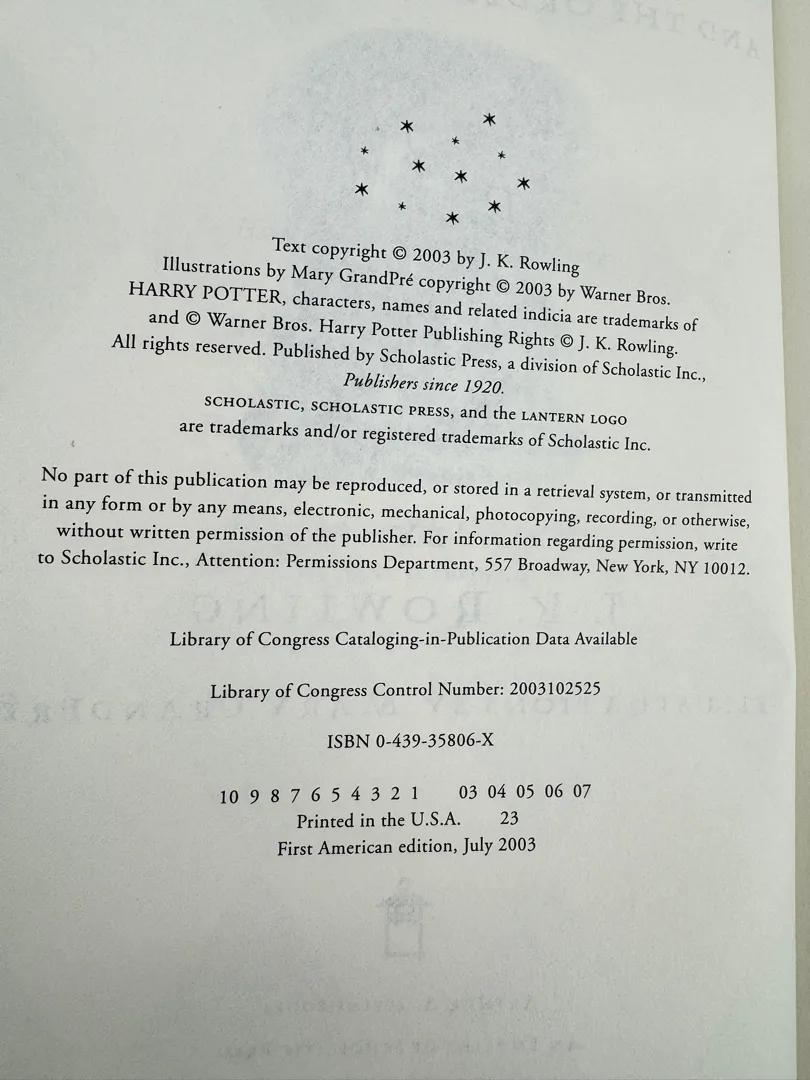 Text copyright © 2003 by J. K. Rowling
Illustrations by Mary GrandPré copyright © 2003 by Warner Bros.
HARRY POTTER, characters, names and related indicia are trademarks of
and © Warner Bros. Harry Potter Publishing Rights © J. K. Rowling.
All rights reserved. Published by Scholastic Press, a division of Scholastic Inc.,
Publishers since 1920.
SCHOLASTIC, SCHOLASTIC PRESS, and the LANTERN LOGO
are trademarks and/or registered trademarks of Scholastic Inc.
No part of this publication may be reproduced, or stored in a retrieval system, or transmitted
in any form or by any means, electronic, mechanical, photocopying, recording, or otherwise,
without written permission of the publisher. For information regarding permission, write
to Scholastic Inc., Attention: Permissions Department, 557 Broadway, New York, NY 10012.
Library of Congress Cataloging-in-Publication Data Available
Library of Congress Control Number: 2003102525
ISBN 0-439-35806-X
10 9 8 7 6 5 4 3 2 1 03 04 05 06 07
Printed in the U.S.A. 23
First American edition, July 2003